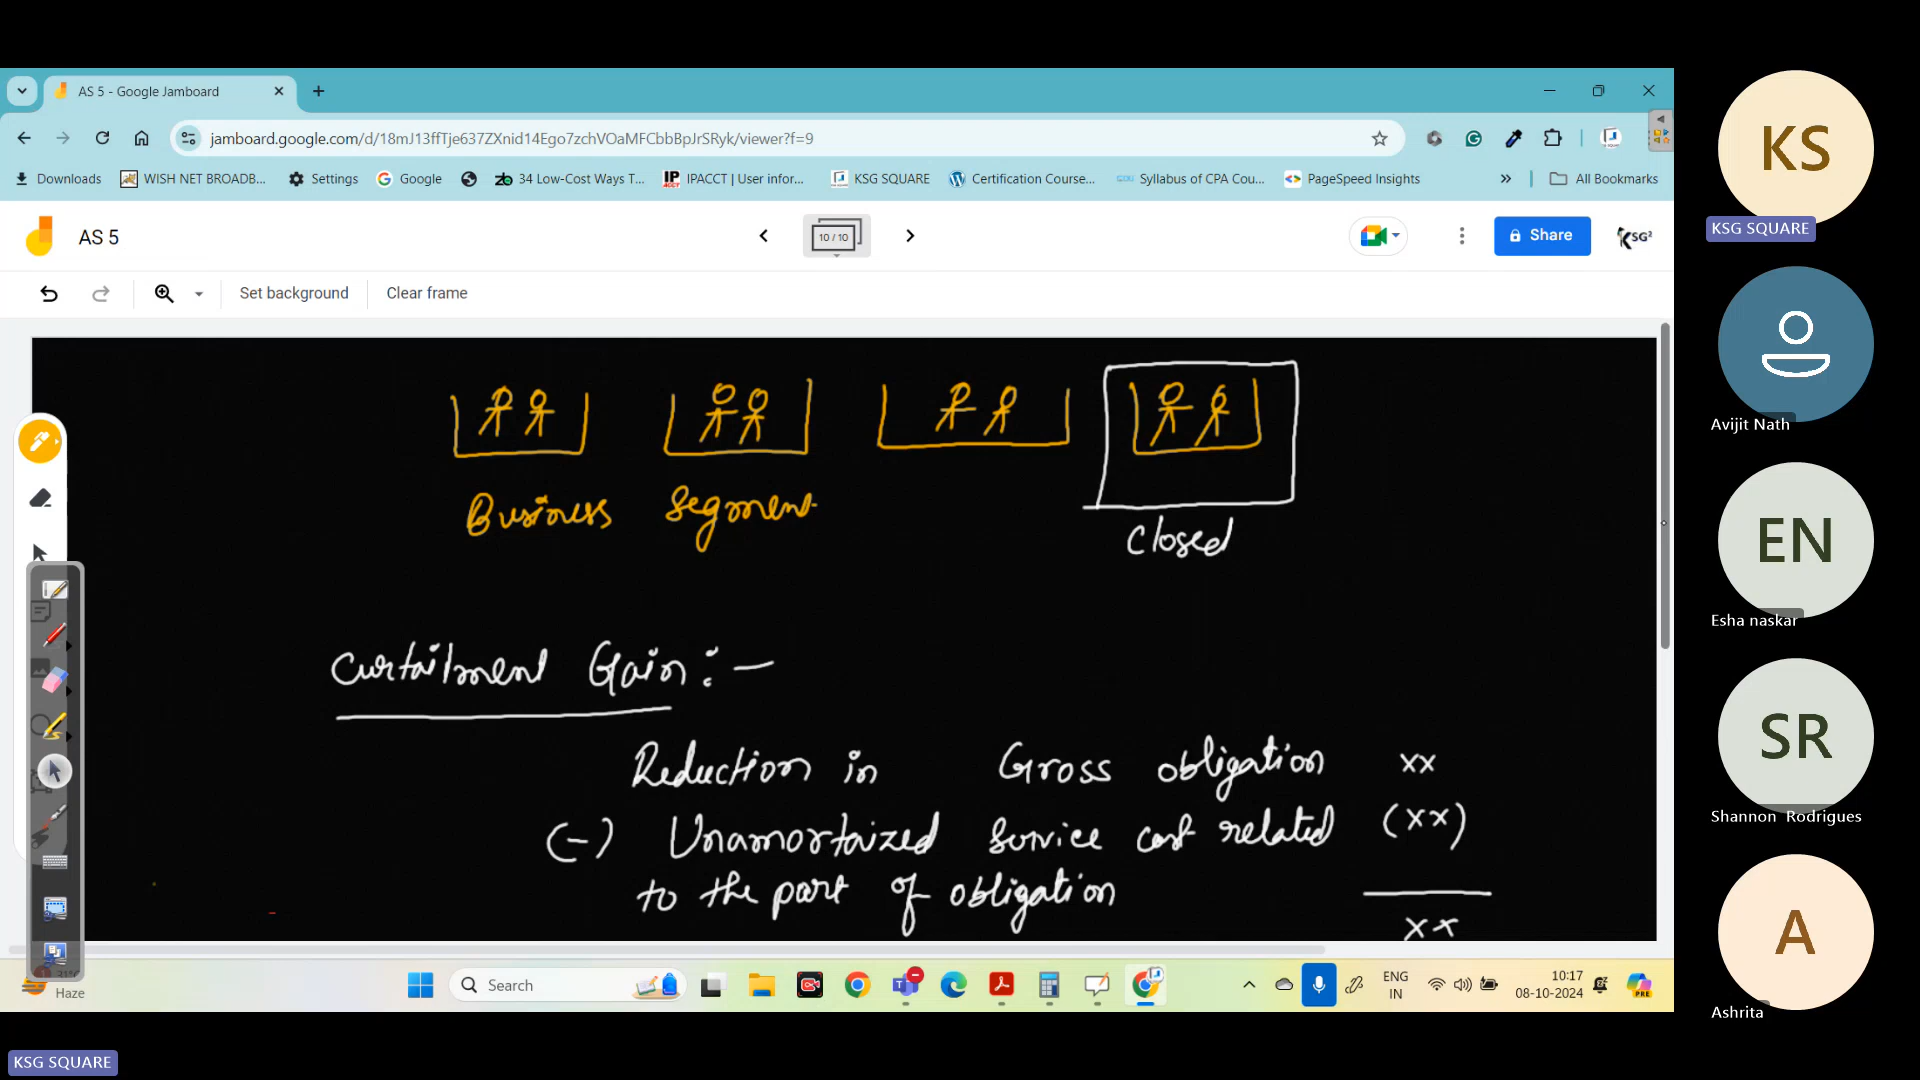 AS 5 - Google Jamboard
jamboard.google.com/d/18mJ13ffTje637ZXnid14Ego7zchVOaMFCbbBpJrSRyk/viewer?f=9
Downloads WISH NET BROADB... Settings Google 34 Low-Cost Ways T... IPACCT | User infor... KSG SQUARE Certification Course... Syllabus of CPA Cou... PageSpeed Insights » All Bookmarks
AS 5 10 / 10 Share KSG²
Set background Clear frame
Business Segment
Closed
Curtailment Gain : —
Reduction in Gross obligation xx
(-) Unamortaized Service cost related (xx)
to the part of obligation
xx
Search
31°C
Haze
ENG
IN
10:17
08-10-2024
PRE
KS
KSG SQUARE
Avijit Nath
EN
Esha naskar
SR
Shannon Rodrigues
A
Ashrita
KSG SQUARE